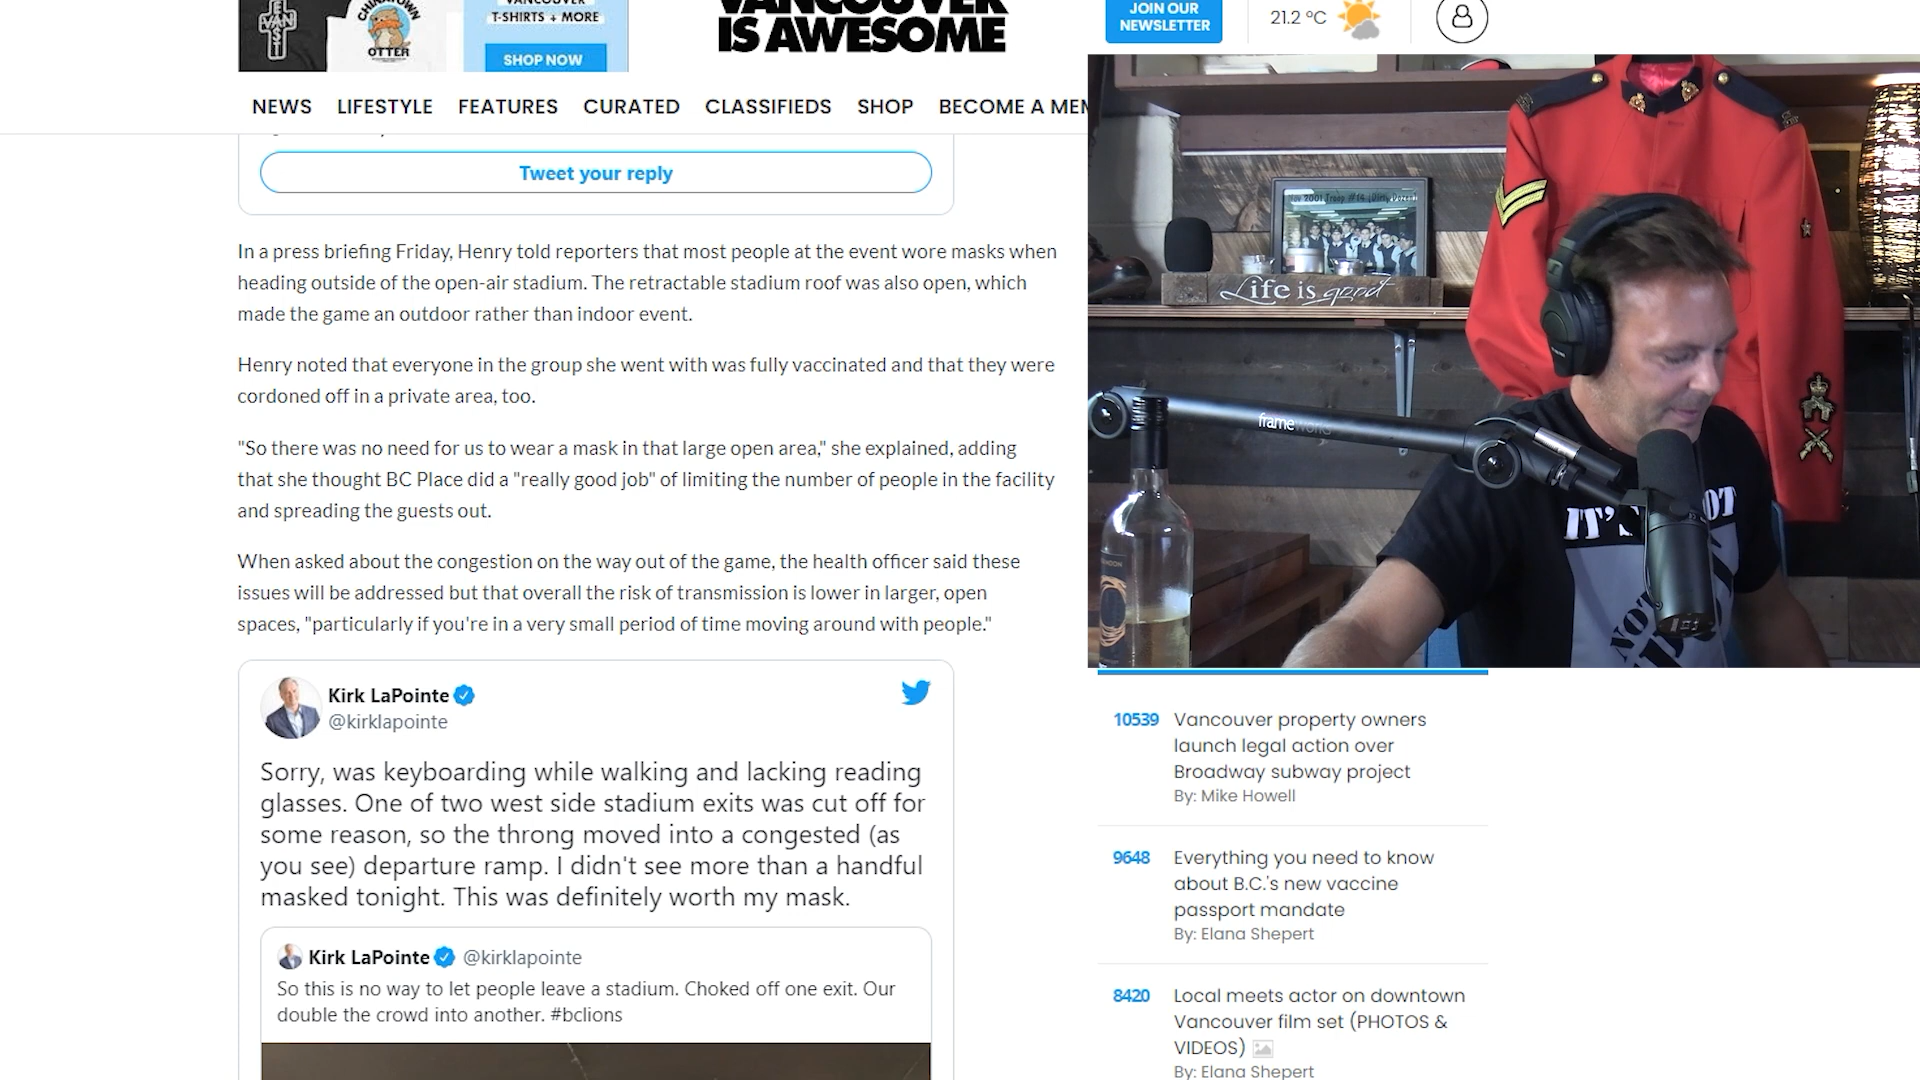 VANCOUVER
T-SHIRTS + MORE
SHOP NOW
CHINATOWN
OTTER
VANCOUVER
IS AWESOME
JOIN OUR
NEWSLETTER
21.2 °C
NEWS LIFESTYLE FEATURES CURATED CLASSIFIEDS SHOP BECOME A MEM
Tweet your reply
In a press briefing Friday, Henry told reporters that most people at the event wore masks when
heading outside of the open-air stadium. The retractable stadium roof was also open, which
made the game an outdoor rather than indoor event.
Henry noted that everyone in the group she went with was fully vaccinated and that they were
cordoned off in a private area, too.
"So there was no need for us to wear a mask in that large open area," she explained, adding
that she thought BC Place did a "really good job" of limiting the number of people in the facility
and spreading the guests out.
When asked about the congestion on the way out of the game, the health officer said these
issues will be addressed but that overall the risk of transmission is lower in larger, open
spaces, "particularly if you're in a very small period of time moving around with people."
Kirk LaPointe
@kirklapointe
Sorry, was keyboarding while walking and lacking reading
glasses. One of two west side stadium exits was cut off for
some reason, so the throng moved into a congested (as
you see) departure ramp. I didn't see more than a handful
masked tonight. This was definitely worth my mask.
Kirk LaPointe @kirklapointe
So this is no way to let people leave a stadium. Choked off one exit. Our
double the crowd into another. #bclions
Nov 2001 Troop #14 (Dirty Dozen)
Life is good
framework
IT'S
NOT
10539 Vancouver property owners
launch legal action over
Broadway subway project
By: Mike Howell
9648 Everything you need to know
about B.C.'s new vaccine
passport mandate
By: Elana Shepert
8420 Local meets actor on downtown
Vancouver film set (PHOTOS &
VIDEOS)
By: Elana Shepert